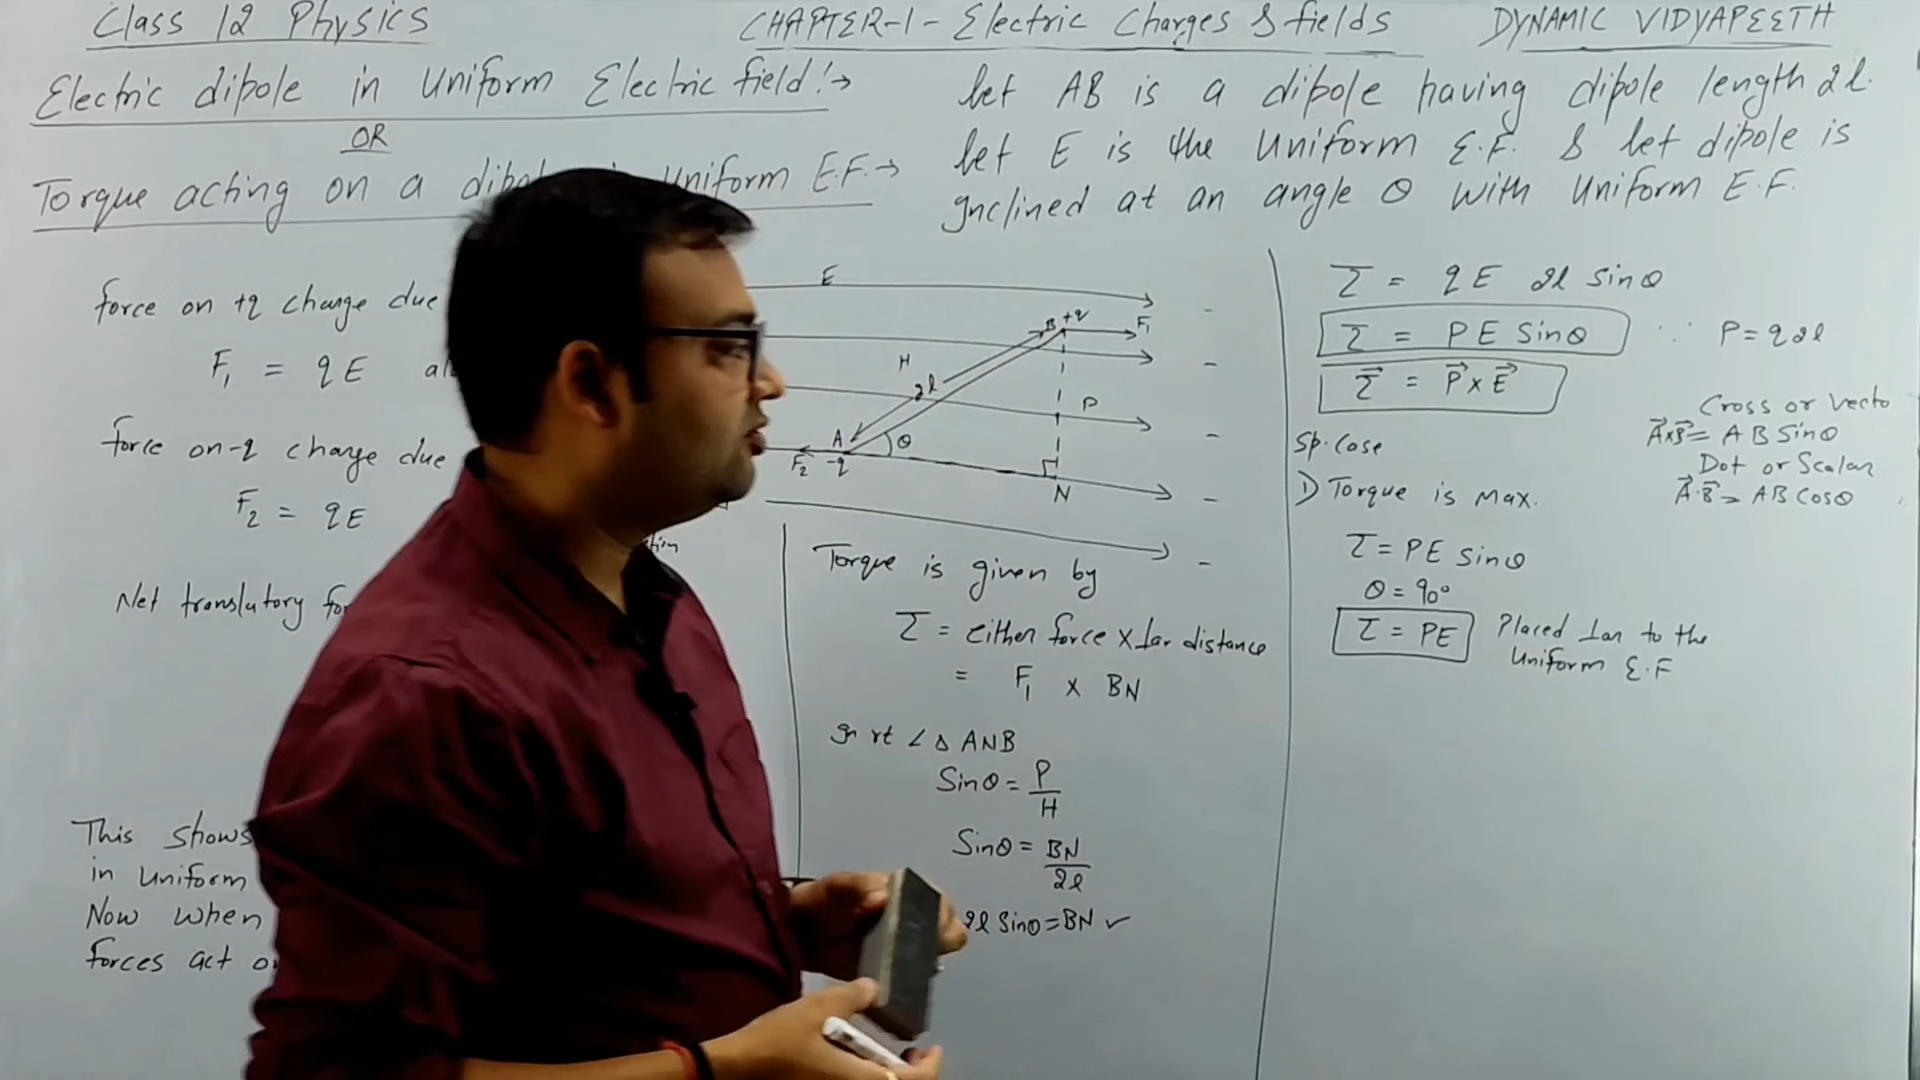 Class 12 Physics
CHAPTER-1 - Electric Charges & fields
DYNAMIC VIDYAPEETH
Electric dipole in uniform Electric field:→
OR
Torque acting on a uniform E.F.→
let AB is a dipole having dipole length 2l.
let E is the uniform E.F. & let dipole is
Inclined at an angle θ with uniform E.F.
force on +q charge due
F₁ = qE
force on -q charge due
F₂ = qE
Net translatory
This shows
in uniform
Now when
forces act
E
B +q
F₁
H
2l
P
A
θ
F₂ -q
N
Torque is given by
τ = either force × ⊥ar distance
= F₁ × BN
In rt ∠ Δ ANB
Sinθ = P/H
Sinθ = BN/2l
2l Sinθ = BN ✓
τ = qE 2l sinθ
τ = PE Sinθ ∵ P = q2l
τ⃗ = P⃗ × E⃗
Cross or vecto
A⃗×B⃗ = AB Sinθ
Dot or Scalar
A⃗.B⃗ = AB cosθ
Sp. Case
1) Torque is max.
τ = PE sinθ
θ = 90°
τ = PE
Placed ⊥ar to the
uniform E.F